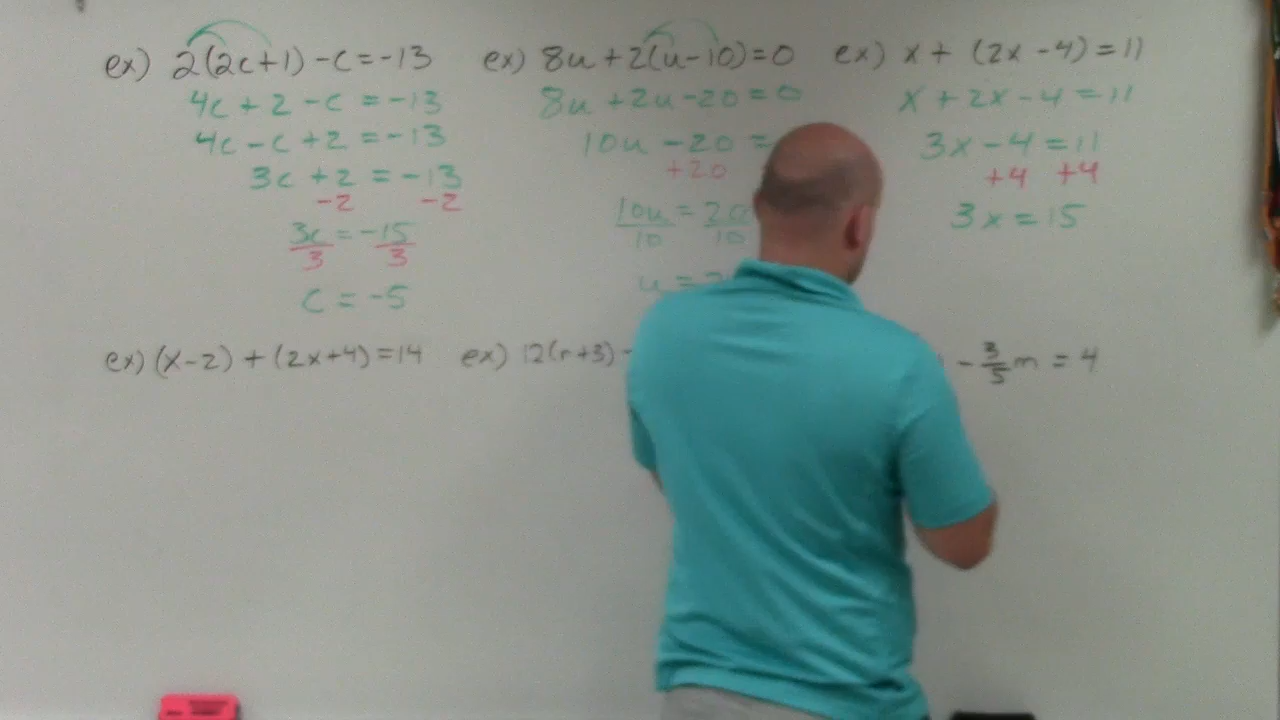 ex) 2(2c+1)-c=-13
4c + 2 - c = -13
4c - c + 2 = -13
3c + 2 = -13
-2 -2
3c = -15
3 3
c = -5
ex) 8u + 2(u-10)=0
8u + 2u - 20 = 0
10u - 20 =
+20
10u = 20
10 10
u =
ex) x + (2x - 4) = 11
x + 2x - 4 = 11
3x - 4 = 11
+4 +4
3x = 15
ex) (x-2) + (2x+4) = 14
ex) 12(r+3) -
- 3/5 m = 4